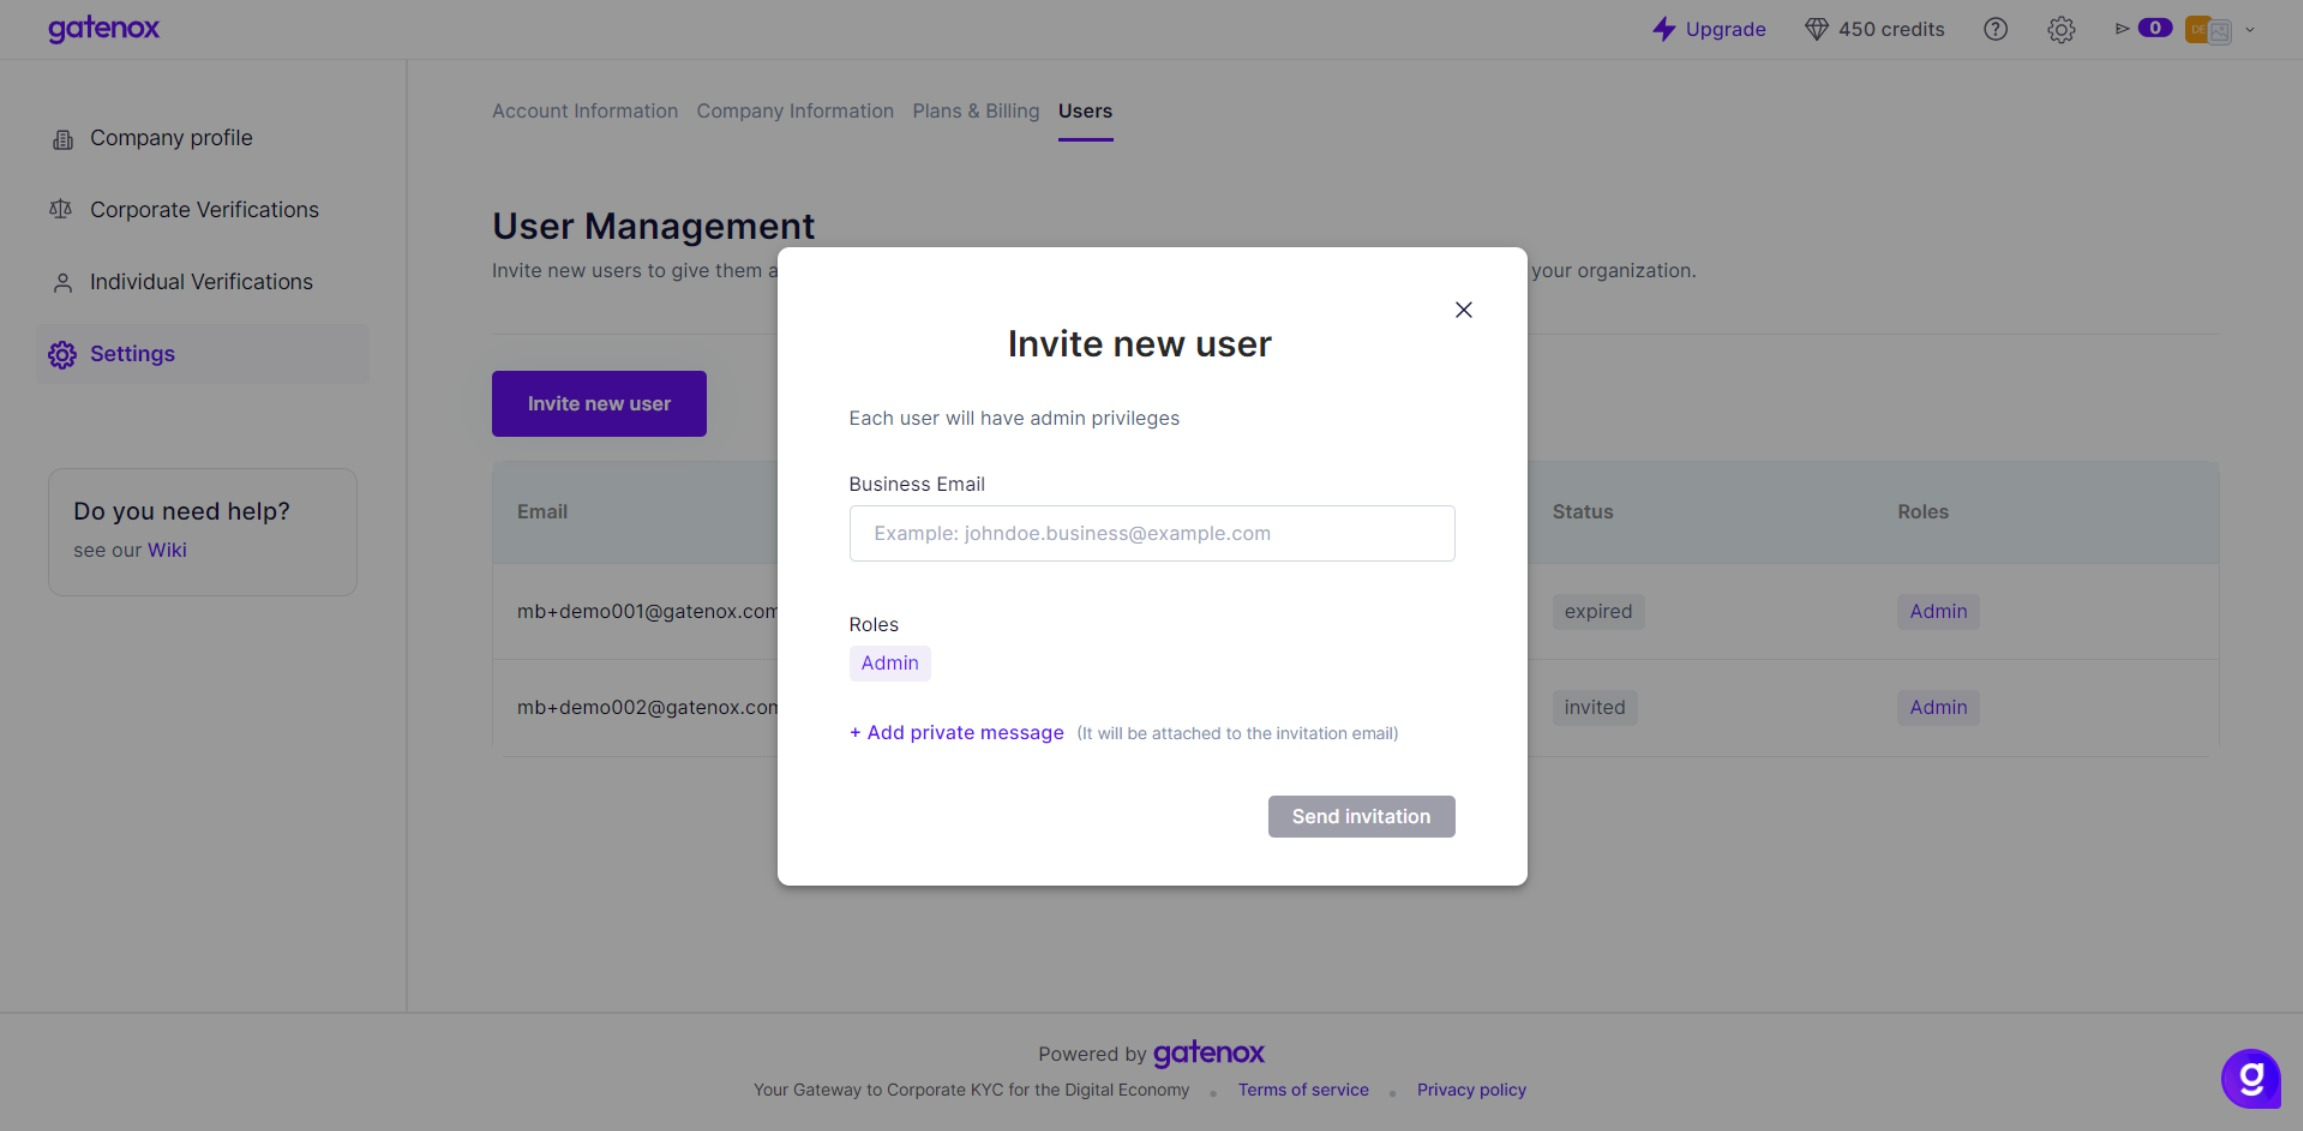 gatenox
Upgrade
450 credits
0
DE
Company profile
Corporate Verifications
Individual Verifications
Settings
Do you need help?
see our Wiki
Account Information Company Information Plans & Billing Users
User Management
Invite new users to give them a
your organization.
Invite new user
Email
Status
Roles
mb+demo001@gatenox.com
expired
Admin
mb+demo002@gatenox.com
invited
Admin
Invite new user
Each user will have admin privileges
Business Email
Example: johndoe.business@example.com
Roles
Admin
+ Add private message (It will be attached to the invitation email)
Send invitation
Powered by gatenox
Your Gateway to Corporate KYC for the Digital Economy
Terms of service
Privacy policy
g